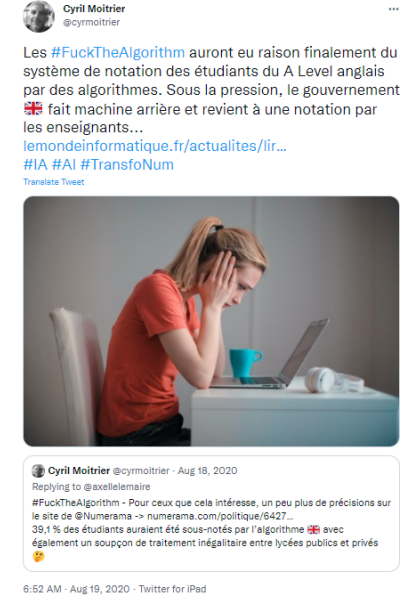 Cyril Moitrier
@cyrmoitrier
Les #FuckTheAlgorithm auront eu raison finalement du
système de notation des étudiants du A Level anglais
par des algorithmes. Sous la pression, le gouvernement
🇬🇧 fait machine arrière et revient à une notation par
les enseignants...
lemondeinformatique.fr/actualites/lir...
#IA #AI #TransfoNum
Translate Tweet
Cyril Moitrier @cyrmoitrier · Aug 18, 2020
Replying to @axellelemaire
#FuckTheAlgorithm - Pour ceux que cela intéresse, un peu plus de précisions sur
le site de @Numerama -> numerama.com/politique/6427...
39,1 % des étudiants auraient été sous-notés par l'algorithme 🇬🇧 avec
également un soupçon de traitement inégalitaire entre lycées publics et privés
🤔
6:52 AM · Aug 19, 2020 · Twitter for iPad